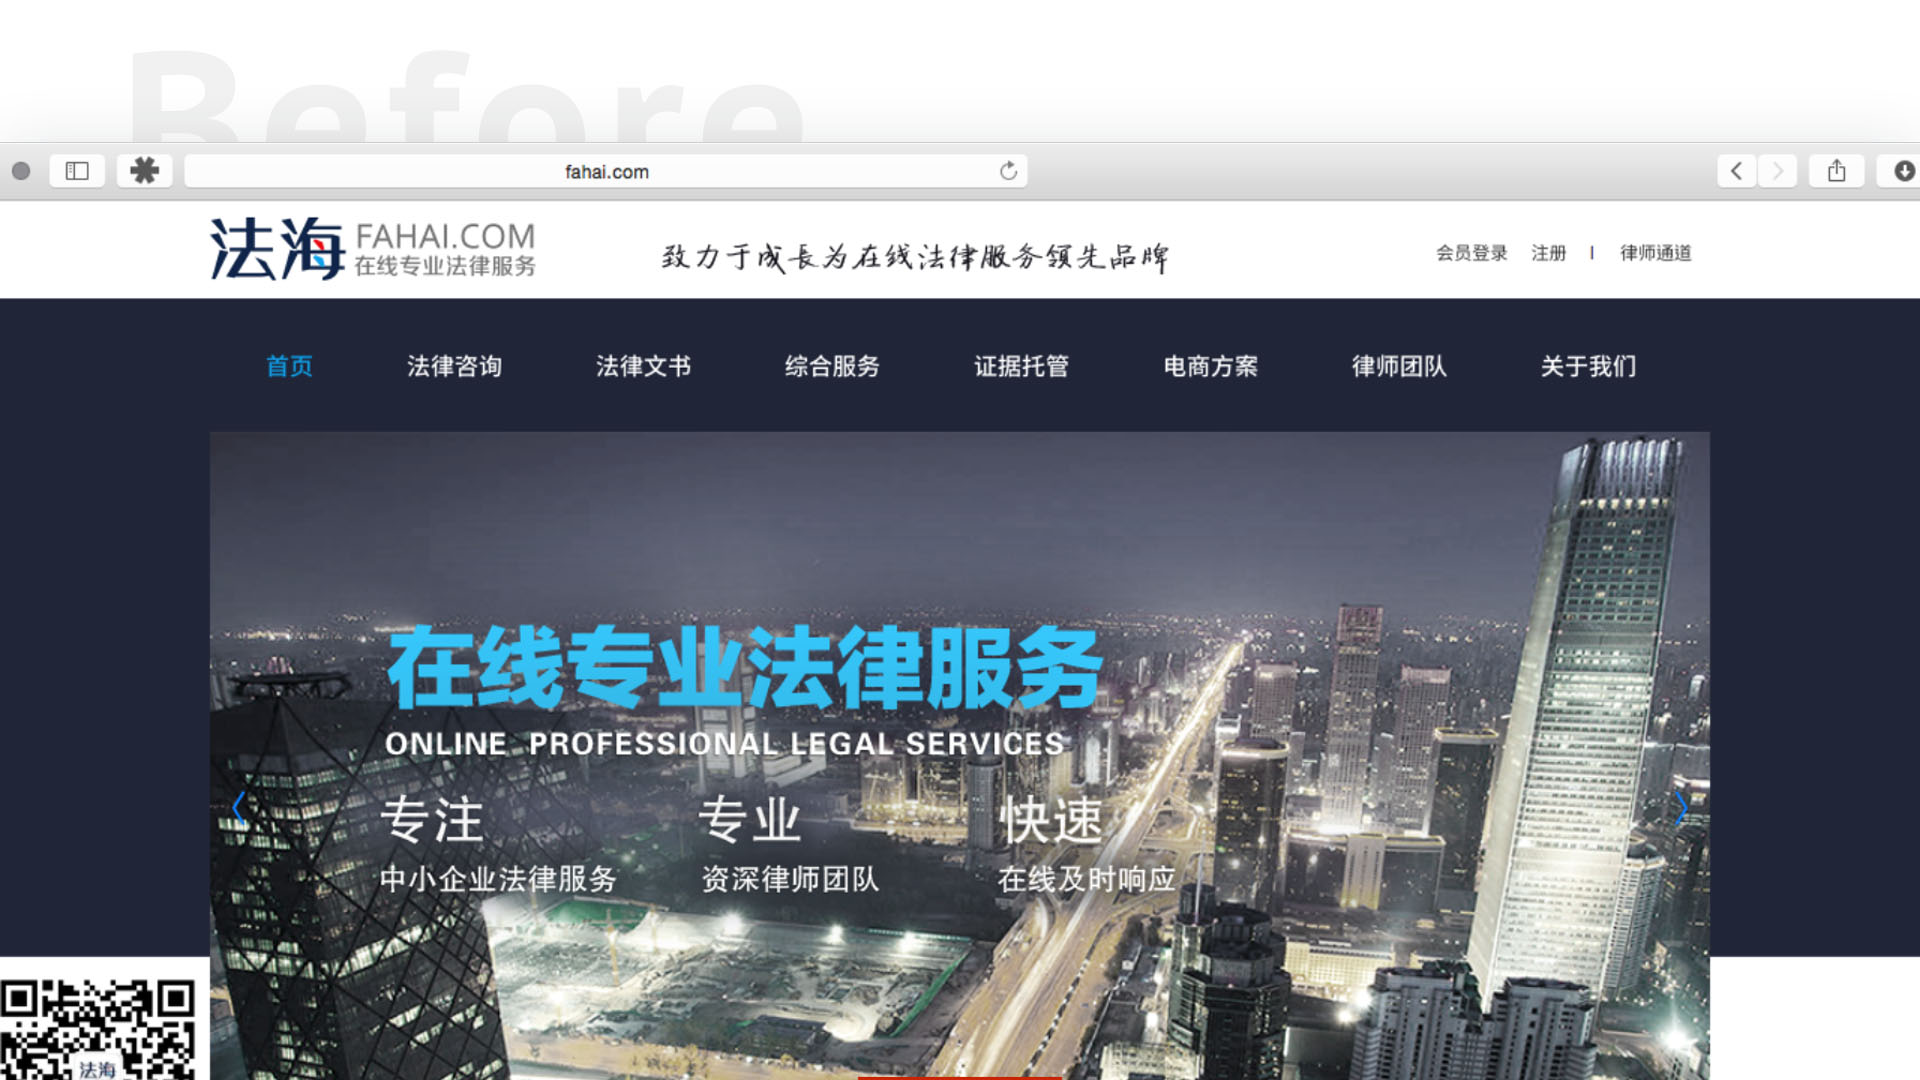 Before
fahai.com
法海 FAHAI.COM
在线专业法律服务
致力于成長为在线法律服务领先品牌
会员登录 注册 | 律师通道
首页 法律咨询 法律文书 综合服务 证据托管 电商方案 律师团队 关于我们
在线专业法律服务
ONLINE PROFESSIONAL LEGAL SERVICES
专注 专业 快速
中小企业法律服务 资深律师团队 在线及时响应
法海